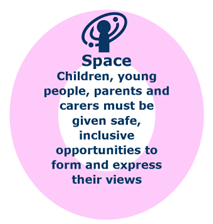 Space
Children, young
people, parents and
carers must be
given safe,
inclusive
opportunities to
form and express
their views